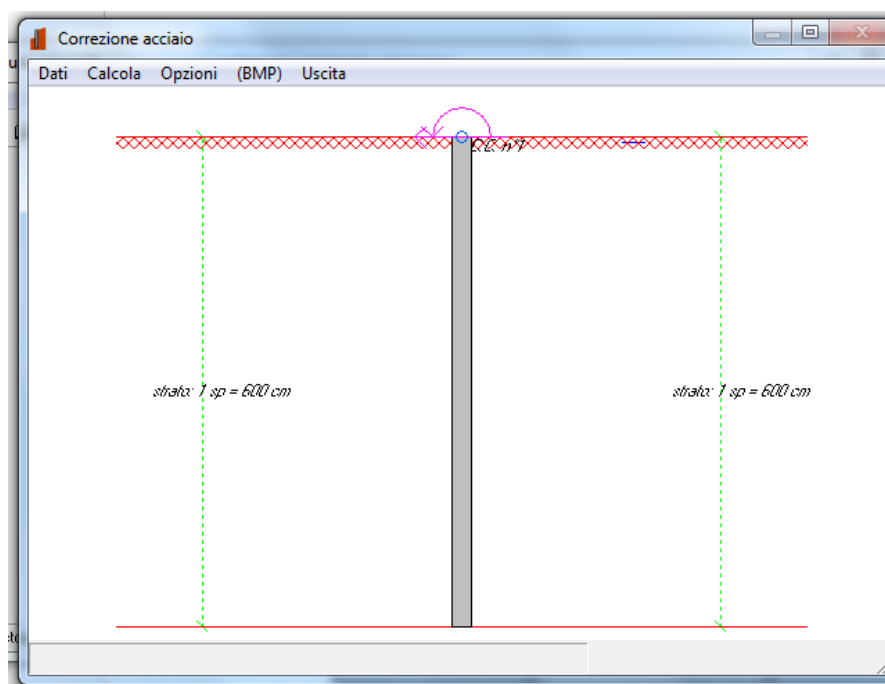 Correzione acciaio
Dati Calcola Opzioni (BMP) Uscita
strato: 1 sp = 600 cm
strato: 1 sp = 600 cm